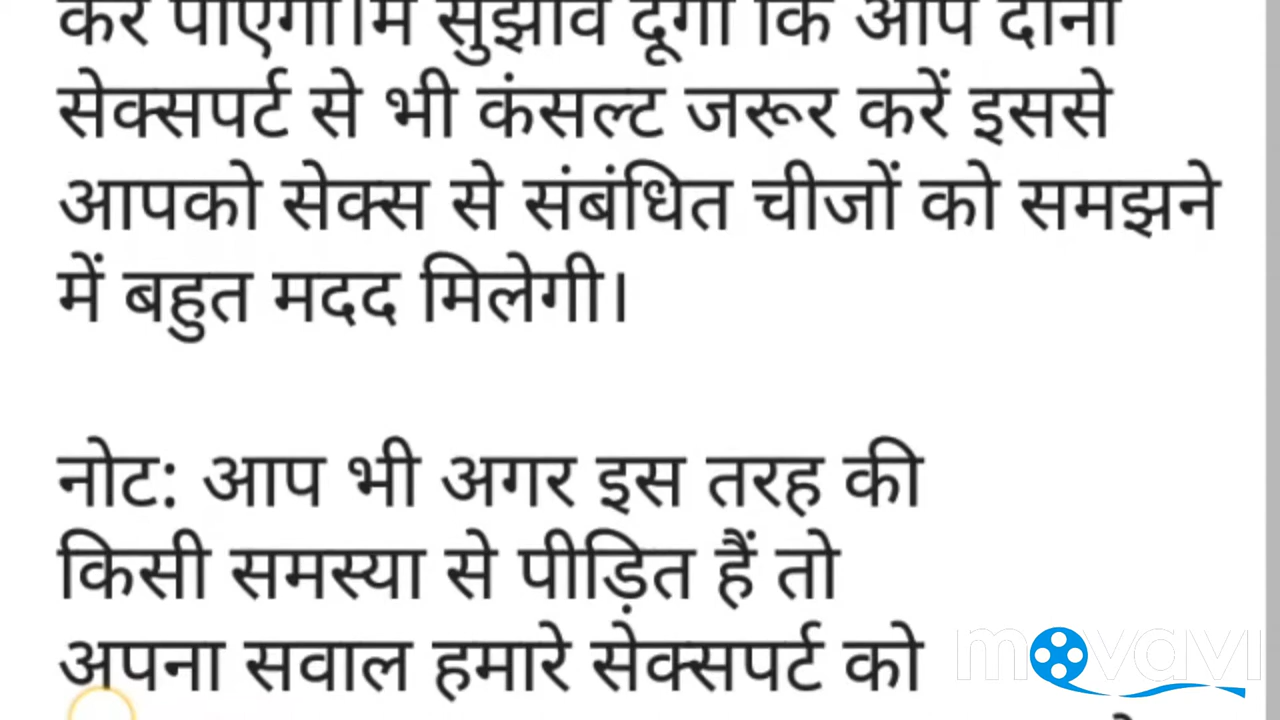 कर पाएंगी।मैं सुझाव दूंगी कि आप दोनों
सेक्सपर्ट से भी कंसल्ट जरूर करें इससे
आपको सेक्स से संबंधित चीजों को समझने
में बहुत मदद मिलेगी।
नोट: आप भी अगर इस तरह की
किसी समस्या से पीड़ित हैं तो
अपना सवाल हमारे सेक्सपर्ट को
movavi